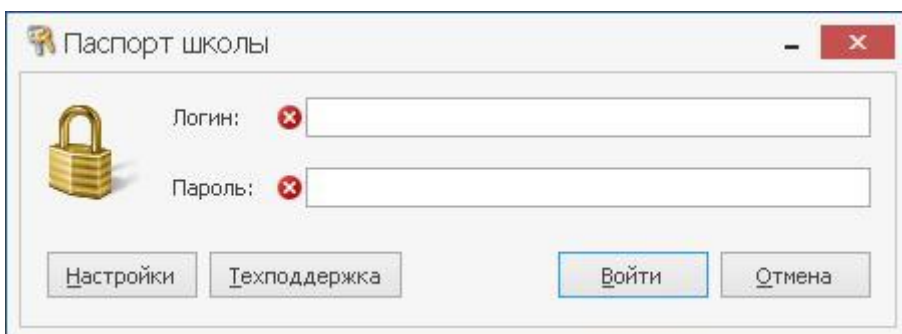 Паспорт школы
Логин:
Пароль:
Настройки Техподдержка Войти Отмена